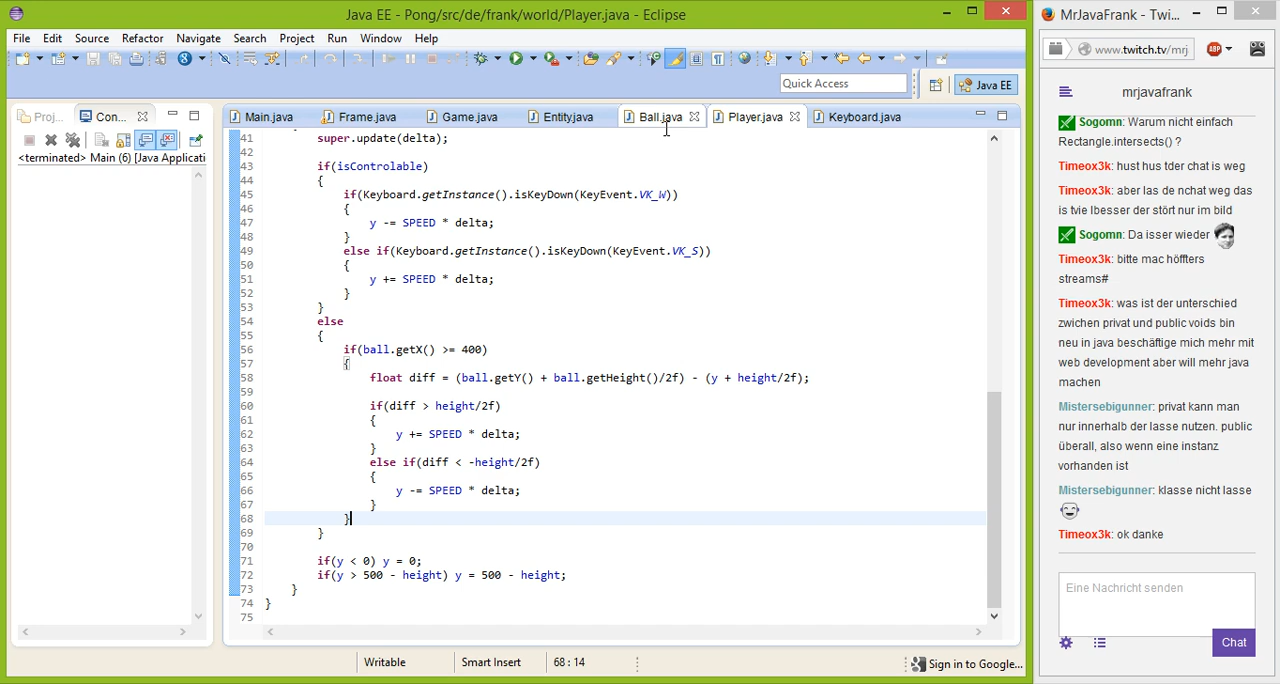 Java EE - Pong/src/de/frank/world/Player.java - Eclipse
File Edit Source Refactor Navigate Search Project Run Window Help
Quick Access
Java EE
Proj...
Con...
<terminated> Main (6) [Java Applicati
Main.java
Frame.java
Game.java
Entity.java
Ball.java
Player.java
Keyboard.java
41 super.update(delta);
42
43 if(isControlable)
44 {
45 if(Keyboard.getInstance().isKeyDown(KeyEvent.VK_W))
46 {
47 y -= SPEED * delta;
48 }
49 else if(Keyboard.getInstance().isKeyDown(KeyEvent.VK_S))
50 {
51 y += SPEED * delta;
52 }
53 }
54 else
55 {
56 if(ball.getX() >= 400)
57 {
58 float diff = (ball.getY() + ball.getHeight()/2f) - (y + height/2f);
59
60 if(diff > height/2f)
61 {
62 y += SPEED * delta;
63 }
64 else if(diff < -height/2f)
65 {
66 y -= SPEED * delta;
67 }
68 }
69 }
70
71 if(y < 0) y = 0;
72 if(y > 500 - height) y = 500 - height;
73 }
74 }
75
Writable
Smart Insert
68 : 14
Sign in to Google...
MrJavaFrank - Twi...
www.twitch.tv/mrj
ABP
mrjavafrank
Sogomn: Warum nicht einfach
Rectangle.intersects() ?
Timeox3k: hust hus tder chat is weg
Timeox3k: aber las de nchat weg das
is tvie lbesser der stört nur im bild
Sogomn: Da isser wieder
Timeox3k: bitte mac höffters
streams#
Timeox3k: was ist der unterschied
zwichen privat und public voids bin
neu in java beschäftige mich mehr mit
web development aber will mehr java
machen
Mistersebigunner: privat kann man
nur innerhalb der lasse nutzen. public
überall, also wenn eine instanz
vorhanden ist
Mistersebigunner: klasse nicht lasse
Timeox3k: ok danke
Eine Nachricht senden
Chat